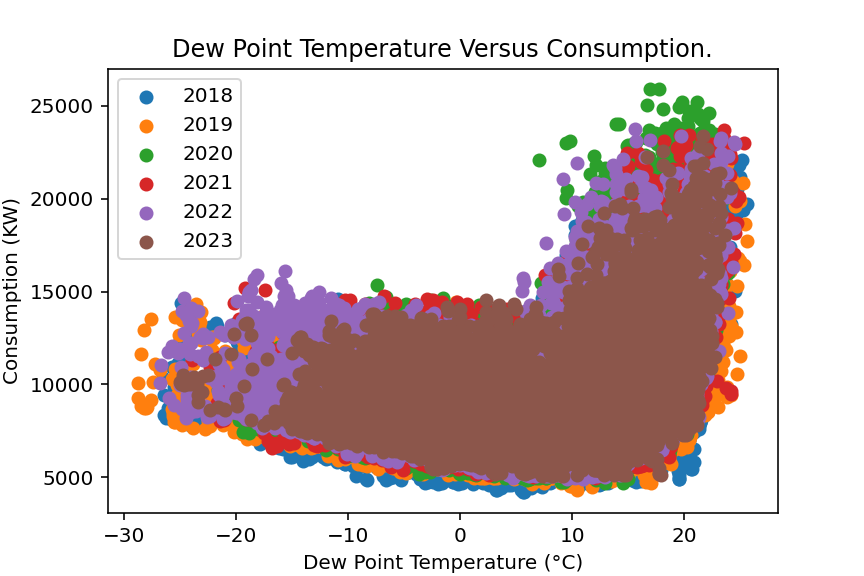 Dew Point Temperature Versus Consumption.
2018
2019
2020
2021
2022
2023
25000
20000
15000
10000
5000
Consumption (KW)
−30 −20 −10 0 10 20
Dew Point Temperature (°C)